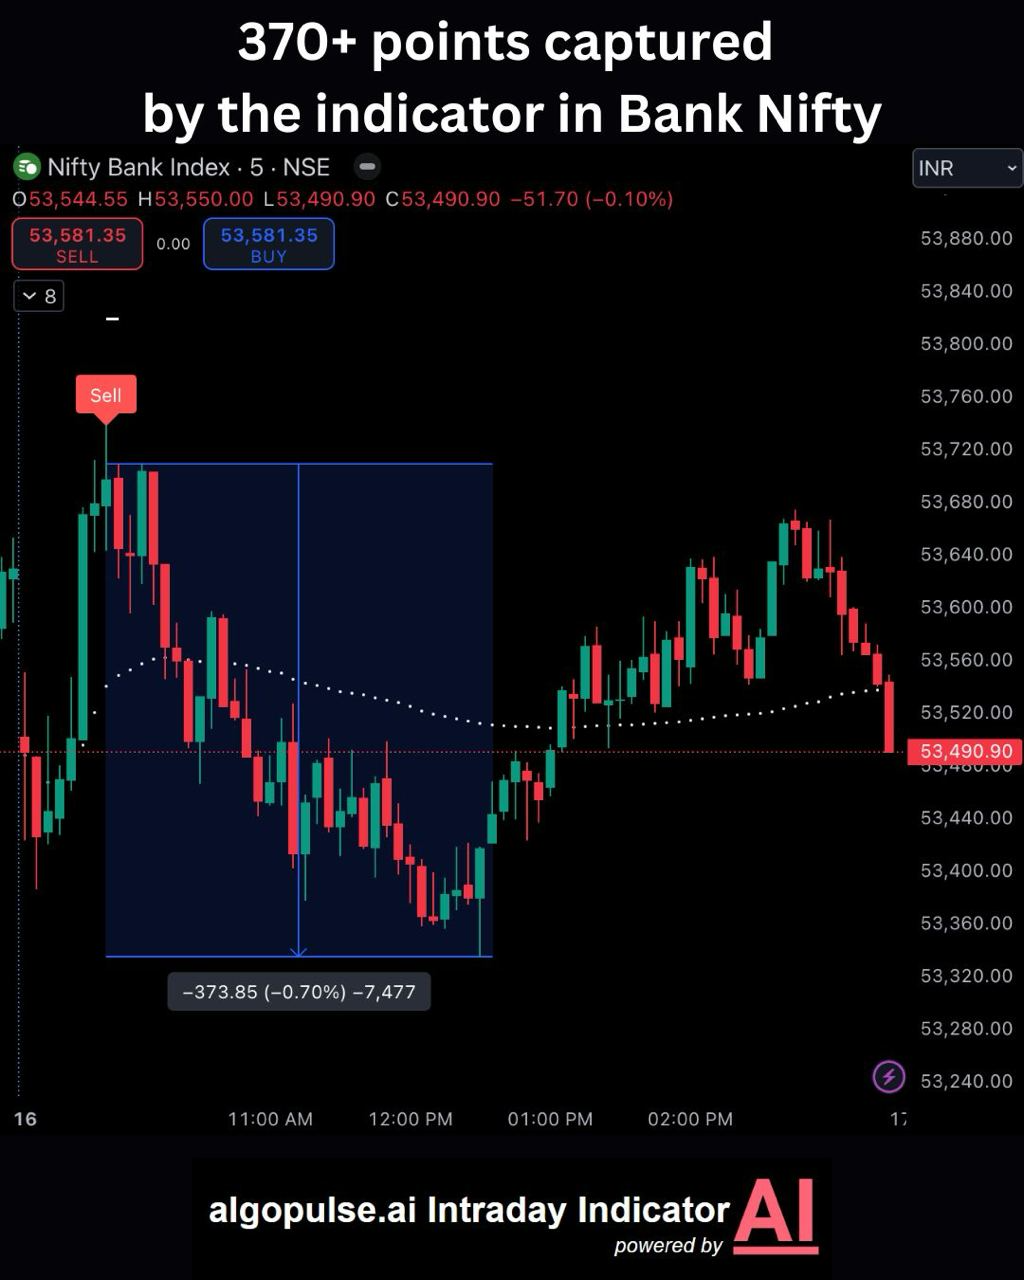 370+ points captured
by the indicator in Bank Nifty
Nifty Bank Index · 5 · NSE
INR
O53,544.55 H53,550.00 L53,490.90 C53,490.90 −51.70 (−0.10%)
53,581.35
SELL
0.00
53,581.35
BUY
8
Sell
53,880.00
53,840.00
53,800.00
53,760.00
53,720.00
53,680.00
53,640.00
53,600.00
53,560.00
53,520.00
53,490.90
53,480.00
53,440.00
53,400.00
53,360.00
53,320.00
53,280.00
53,240.00
−373.85 (−0.70%) −7,477
16 11:00 AM 12:00 PM 01:00 PM 02:00 PM 17
algopulse.ai Intraday Indicator
powered by
AI